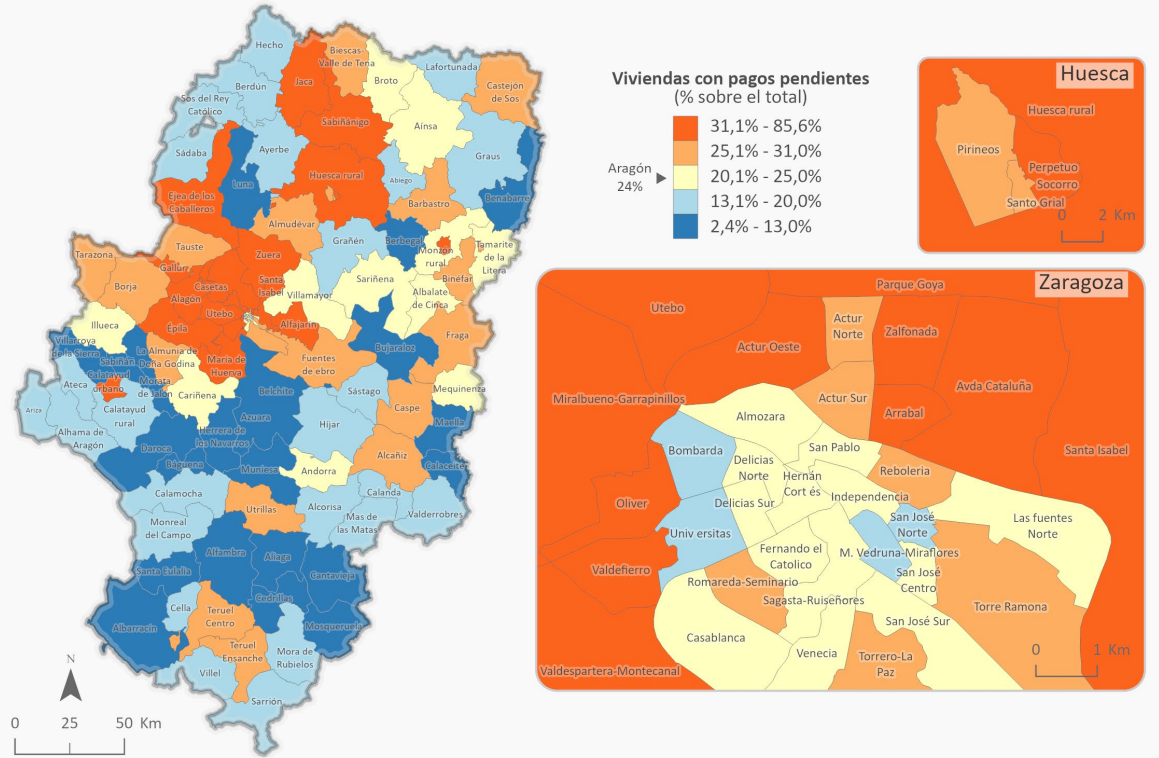 Viviendas con pagos pendientes
(% sobre el total)
31,1% - 85,6%
25,1% - 31,0%
20,1% - 25,0%
13,1% - 20,0%
2,4% - 13,0%
Aragón
24%
Hecho
Biescas-
Valle de Tena
Jaca
Broto
Lafortunada
Castejón
de Sos
Berdún
Sos del Rey
Católico
Sabiñánigo
Aínsa
Sádaba
Ayerbe
Graus
Huesca rural
Abiego
Luna
Ejea de los
Caballeros
Barbastro
Benabarre
Almudévar
Grañén
Berbegal
Tauste
Monzón
rural
Tamarite
de la
Litera
Tarazona
Zuera
Gallur
Borja
Casetas
Santa
Isabel
Sariñena
Binéfar
Alagón
Villamayor
Albalate
de Cinca
Utebo
Illueca
Épila
Alfajarín
Fraga
Villarroya
de la Sierra
Sabiñán
La Almunia de
Doña Godina
María de
Huerva
Fuentes
de ebro
Bujaraloz
Calatayud
urbano
Morata
de Jalón
Ateca
Cariñena
Belchite
Sástago
Mequinenza
Ariza
Calatayud
rural
Caspe
Azuara
Maella
Alhama de
Aragón
Herrera de
los Navarros
Híjar
Daroca
Alcañiz
Báguena
Muniesa
Andorra
Calaceite
Calamocha
Calanda
Utrillas
Alcorisa
Valderrobres
Monreal
del Campo
Mas de
las Matas
Alfambra
Aliaga
Santa Eulalia
Cantavieja
Cedrillas
Cella
Teruel
Centro
Albarracín
Mosqueruela
Teruel
Ensanche
Mora de
Rubielos
Villel
Sarrión
N
0 25 50 Km
Huesca
Huesca rural
Pirineos
Perpetuo
Socorro
Santo Grial
0 2 Km
Zaragoza
Parque Goya
Utebo
Actur
Norte
Zalfonada
Actur Oeste
Avda Cataluña
Miralbueno-Garrapinillos
Actur Sur
Arrabal
Almozara
Santa Isabel
Bombarda
San Pablo
Delicias
Norte
Rebolería
Hernán
Cort és
Independencia
Oliver
Delicias Sur
San José
Norte
Las fuentes
Norte
Univ ersitas
Fernando el
Catolico
M. Vedruna-Miraflores
Valdefierro
Romareda-Seminario
San José
Centro
Sagasta-Ruiseñores
Torre Ramona
San José Sur
Casablanca
Venecia
Torrero-La
Paz
Valdespartera-Montecanal
0 1 Km